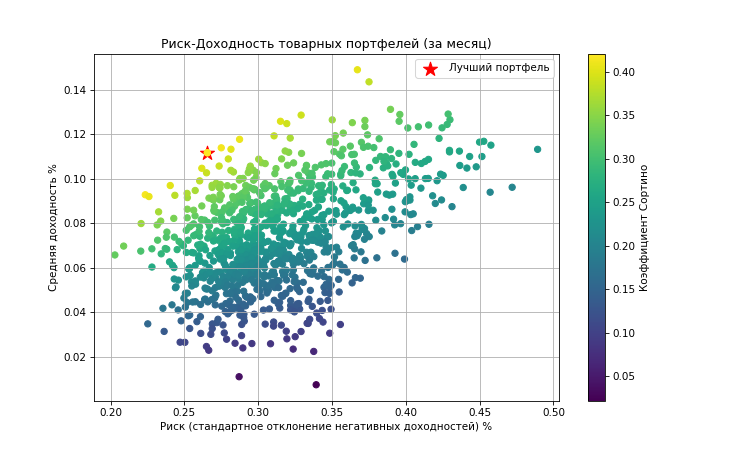 Риск-Доходность товарных портфелей (за месяц)
Лучший портфель
Средняя доходность %
0.14
0.12
0.10
0.08
0.06
0.04
0.02
0.20 0.25 0.30 0.35 0.40 0.45 0.50
Риск (стандартное отклонение негативных доходностей) %
0.40
0.35
0.30
0.25
0.20
0.15
0.10
0.05
Коэффициент Сортино